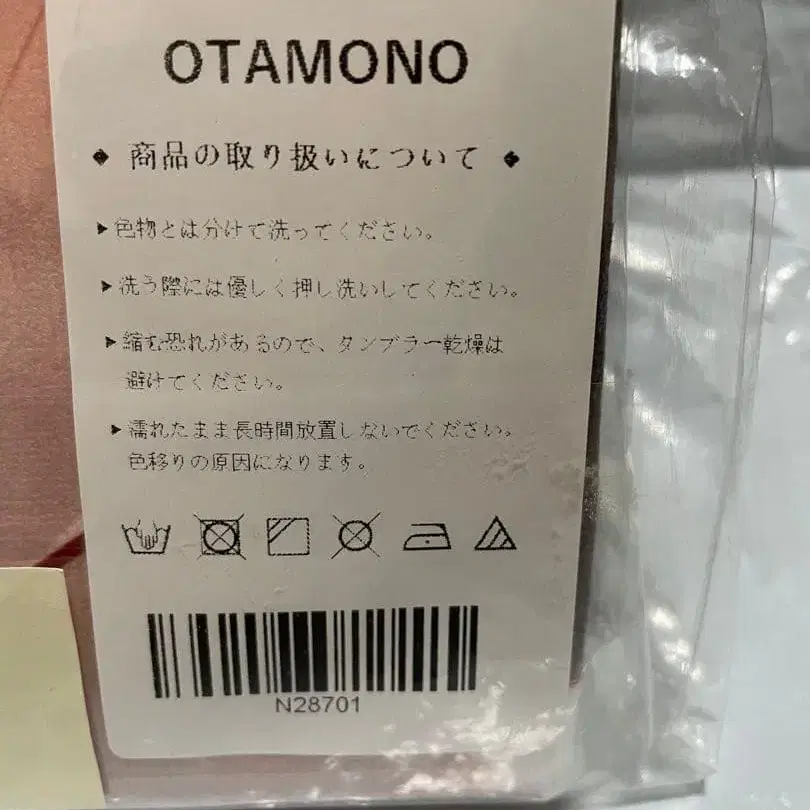 OTAMONO
◆ 商品の取り扱いについて ◆
▶色物とは分けて洗ってください。
▶洗う際には優しく押し洗いしてください。
▶縮む恐れがあるので、タンブラー乾燥は
避けてください。
▶濡れたまま長時間放置しないでください。
色移りの原因になります。
N28701